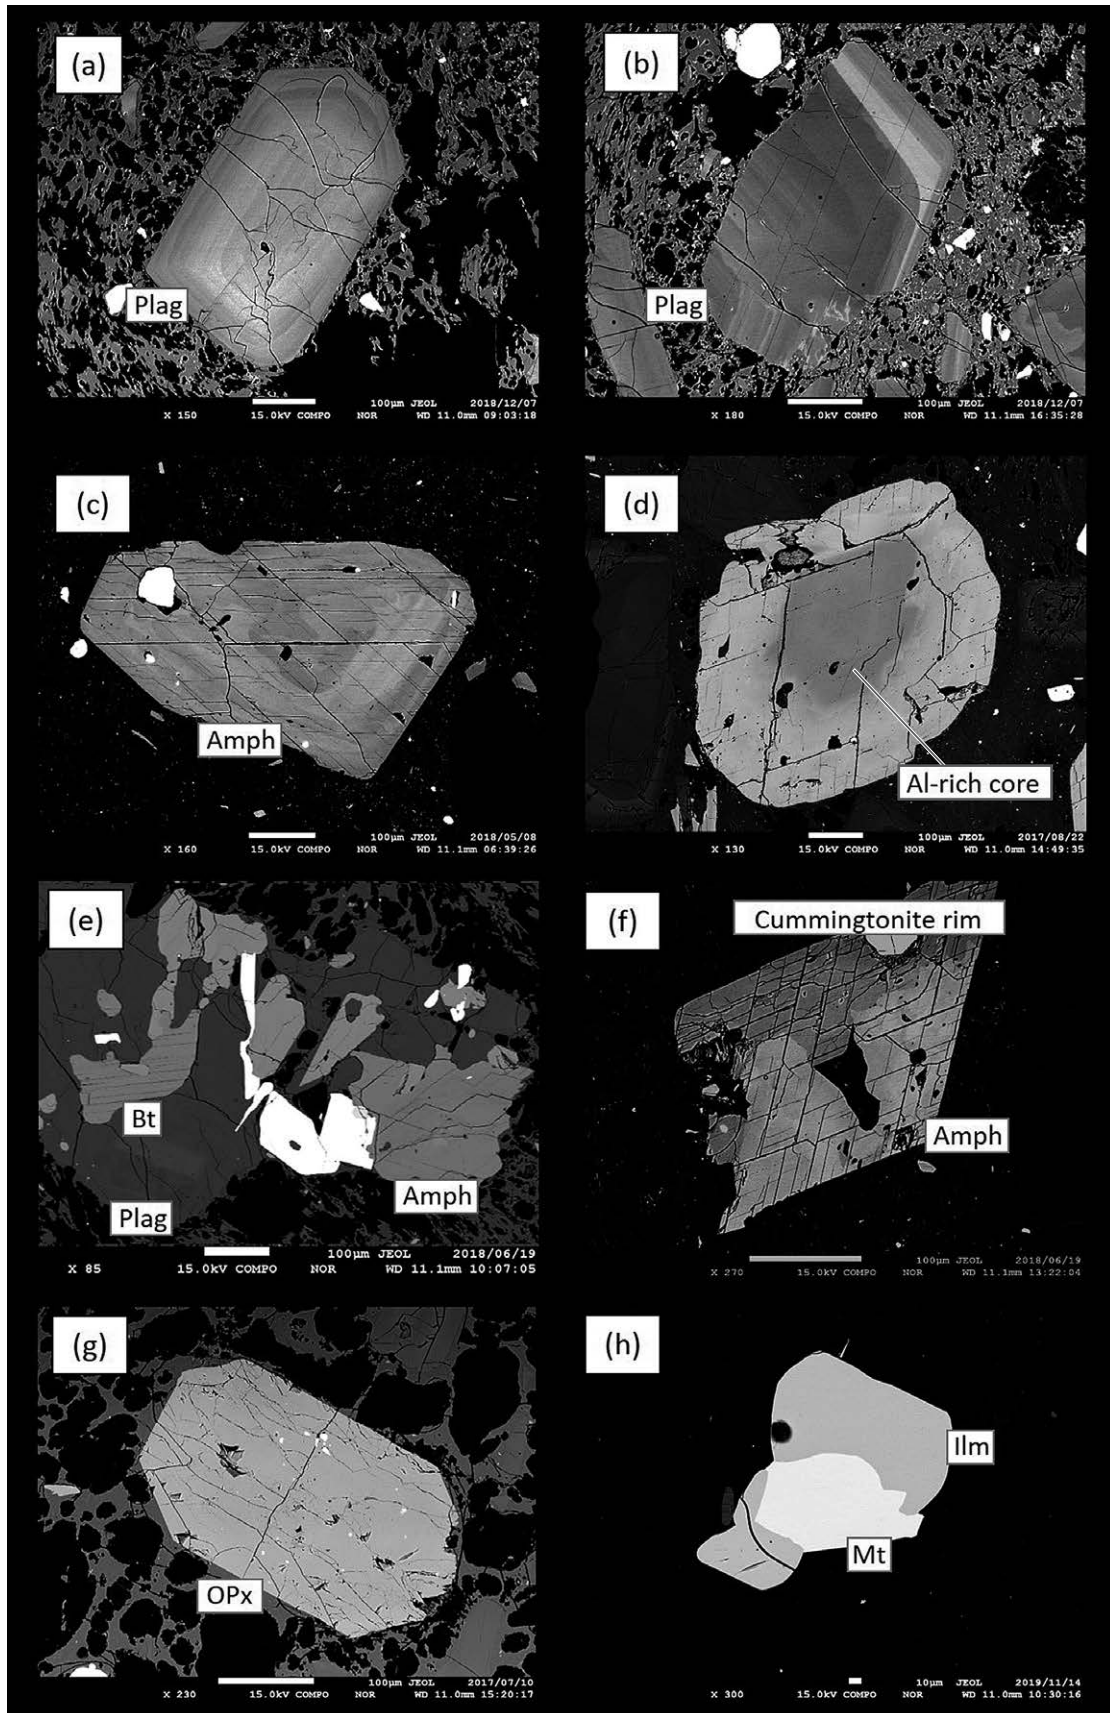 (a)
Plag
100μm JEOL 2018/12/07
X 150 15.0kV COMPO NOR WD 11.0mm 09:03:18
(b)
Plag
100μm JEOL 2018/12/07
X 180 15.0kV COMPO NOR WD 11.1mm 16:35:28
(c)
Amph
100μm JEOL 2018/05/08
X 160 15.0kV COMPO NOR WD 11.1mm 06:39:26
(d)
Al-rich core
100μm JEOL 2017/08/22
X 130 15.0kV COMPO NOR WD 11.0mm 14:49:35
(e)
Bt
Plag
Amph
100μm JEOL 2018/06/19
X 85 15.0kV COMPO NOR WD 11.1mm 10:07:05
(f)
Cummingtonite rim
Amph
100μm JEOL 2018/06/19
X 270 15.0kV COMPO NOR WD 11.1mm 13:22:04
(g)
OPx
100μm JEOL 2017/07/10
X 230 15.0kV COMPO NOR WD 11.0mm 15:20:17
(h)
Ilm
Mt
10μm JEOL 2019/11/14
X 300 15.0kV COMPO NOR WD 11.0mm 10:30:16